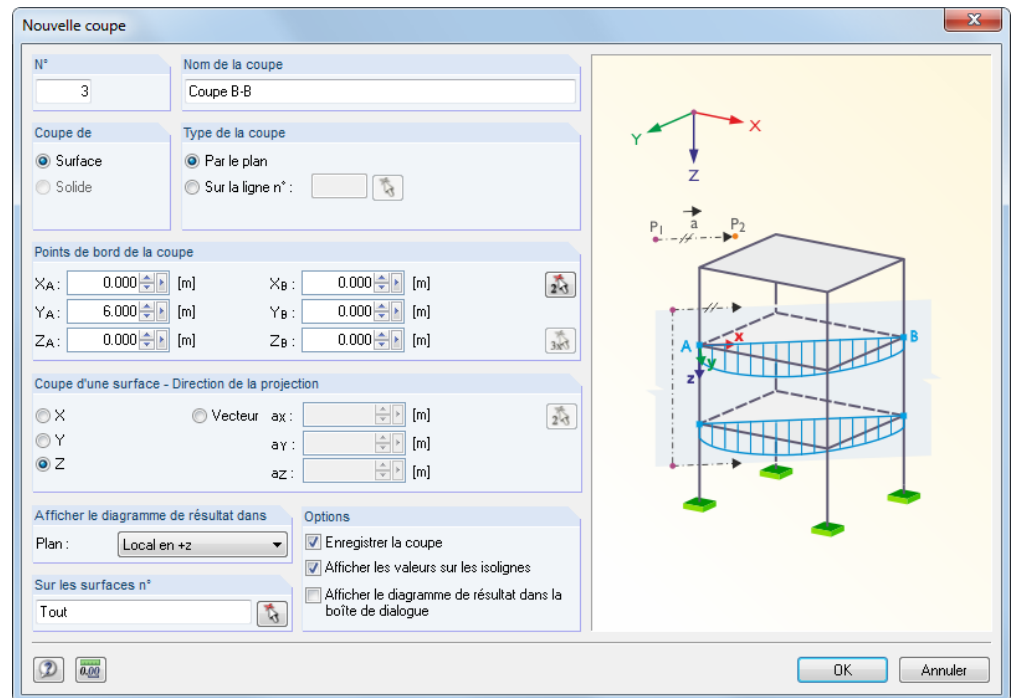 Nouvelle coupe
N°
3
Nom de la coupe
Coupe B-B
Coupe de
Surface
Solide
Type de la coupe
Par le plan
Sur la ligne n° :
Points de bord de la coupe
XA : 0.000 [m] XB : 0.000 [m]
YA : 6.000 [m] YB : 0.000 [m]
ZA : 0.000 [m] ZB : 0.000 [m]
Coupe d'une surface - Direction de la projection
X
Y
Z
Vecteur aX : [m]
aY : [m]
aZ : [m]
Afficher le diagramme de résultat dans
Plan : Local en +z
Sur les surfaces n°
Tout
Options
Enregistrer la coupe
Afficher les valeurs sur les isolignes
Afficher le diagramme de résultat dans la
boîte de dialogue
X
Y
Z
P1 a P2
A x B
y
z
0.00
OK Annuler